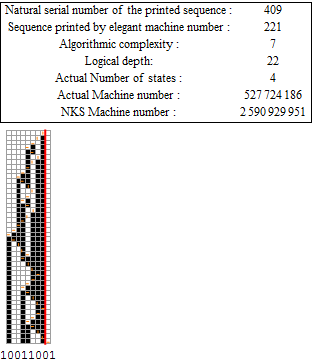 Natural serial number of the printed sequence : 409
Sequence printed by elegant machine number : 221
Algorithmic complexity : 7
Logical depth: 22
Actual Number of states : 4
Actual Machine number : 527 724 186
NKS Machine number : 2 590 929 951
10011001